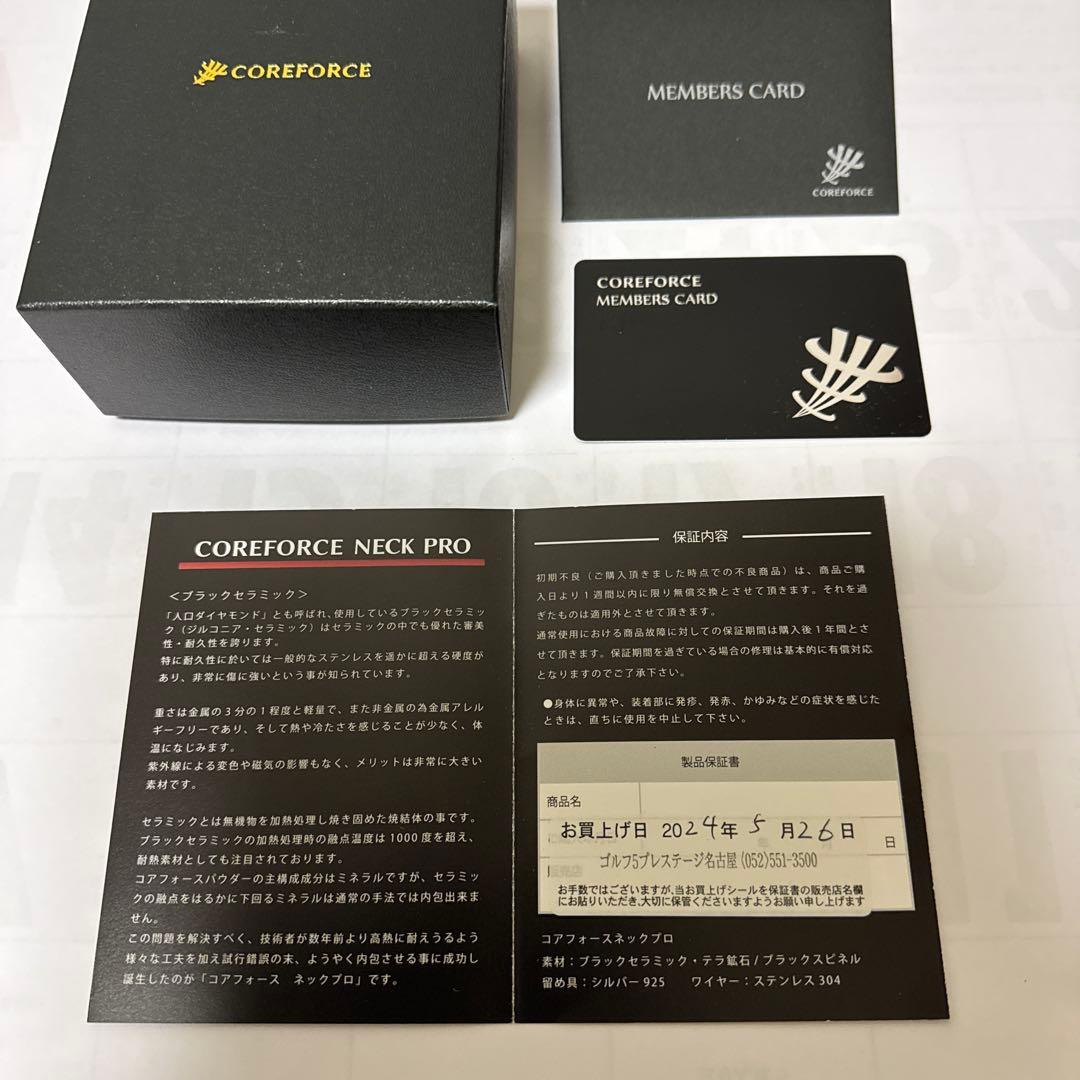 COREFORCE
MEMBERS CARD
COREFORCE
COREFORCE
MEMBERS CARD
COREFORCE NECK PRO
＜ブラックセラミック＞
「人口ダイヤモンド」とも呼ばれ、使用しているブラックセラミッ
ク（ジルコニア・セラミック）はセラミックの中でも優れた審美
性・耐久性を誇ります。
特に耐久性に於いては一般的なステンレスを遥かに超える硬度が
あり、非常に傷に強いという事が知られています。
重さは金属の３分の１程度と軽量で、また非金属の為金属アレル
ギーフリーであり、そして熱や冷たさを感じることが少なく、体
温になじみます。
紫外線による変色や磁気の影響もなく、メリットは非常に大きい
素材です。
セラミックとは無機物を加熱処理し焼き固めた焼結体の事です。
ブラックセラミックの加熱処理時の融点温度は1000度を超え、
耐熱素材としても注目されております。
コアフォースパウダーの主構成成分はミネラルですが、セラミッ
クの融点をはるかに下回るミネラルは通常の手法では内包出来ま
せん。
この問題を解決すべく、技術者が数年前より高熱に耐えうるよう
様々な工夫を加え試行錯誤の末、ようやく内包させる事に成功し
誕生したのが「コアフォース　ネックプロ」です。
保証内容
初期不良（ご購入頂きました時点での不良商品）は、商品ご購
入日より１週間以内に限り無償交換とさせて頂きます。それを過
ぎたものは適用外とさせて頂きます。
通常使用における商品故障に対しての保証期間は購入後１年間とさ
せて頂ます。保証期間を過ぎている場合の修理は基本的に有償対応
となりますのでご了承下さい。
●身体に異常や、装着部に発疹、発赤、かゆみなどの症状を感じた
ときは、直ちに使用を中止して下さい。
製品保証書
商品名
お買上げ日 2024年 5月26日
日
ゴルフ5プレステージ名古屋 (052)551-3500
お手数ではございますが、当お買上げシールを保証書の販売店名欄
にお貼りいただき、大切に保管くださいますようお願い申し上げます
コアフォースネックプロ
素材：ブラックセラミック・テラ鉱石 / ブラックスピネル
留め具：シルバー925　ワイヤー：ステンレス304